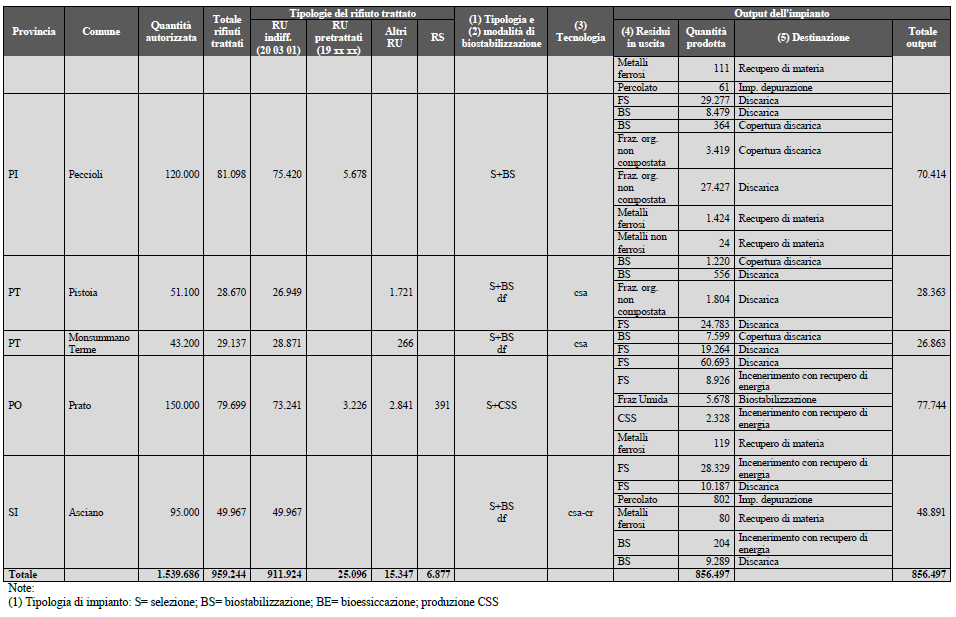 Provincia | Comune | Quantità autorizzata | Totale rifiuti trattati | Tipologie del rifiuto trattato | (1) Tipologia e (2) modalità di biostabilizzazione | (3) Tecnologia | Output dell'impianto
RU indiff. (20 03 01) | RU pretrattati (19 xx xx) | Altri RU | RS | (4) Residui in uscita | Quantità prodotta | (5) Destinazione | Totale output
Metalli ferrosi | 111 | Recupero di materia
Percolato | 61 | Imp. depurazione
PI | Peccioli | 120.000 | 81.098 | 75.420 | 5.678 | S+BS | 70.414
FS | 29.277 | Discarica
BS | 8.479 | Discarica
BS | 364 | Copertura discarica
Fraz. org. non compostata | 3.419 | Copertura discarica
Fraz. org. non compostata | 27.427 | Discarica
Metalli ferrosi | 1.424 | Recupero di materia
Metalli non ferrosi | 24 | Recupero di materia
PT | Pistoia | 51.100 | 28.670 | 26.949 | 1.721 | S+BS df | csa | 28.363
BS | 1.220 | Copertura discarica
BS | 556 | Discarica
Fraz. org. non compostata | 1.804 | Discarica
FS | 24.783 | Discarica
PT | Monsummano Terme | 43.200 | 29.137 | 28.871 | 266 | S+BS df | csa | 26.863
BS | 7.599 | Copertura discarica
FS | 19.264 | Discarica
PO | Prato | 150.000 | 79.699 | 73.241 | 3.226 | 2.841 | 391 | S+CSS | 77.744
FS | 60.693 | Discarica
FS | 8.926 | Incenerimento con recupero di energia
Fraz Umida | 5.678 | Biostabilizzazione
CSS | 2.328 | Incenerimento con recupero di energia
Metalli ferrosi | 119 | Recupero di materia
SI | Asciano | 95.000 | 49.967 | 49.967 | S+BS df | csa-cr | 48.891
FS | 28.329 | Incenerimento con recupero di energia
FS | 10.187 | Discarica
Percolato | 802 | Imp. depurazione
Metalli ferrosi | 80 | Recupero di materia
BS | 204 | Incenerimento con recupero di energia
BS | 9.289 | Discarica
Totale | 1.539.686 | 959.244 | 911.924 | 25.096 | 15.347 | 6.877 | 856.497 | 856.497
Note:
(1) Tipologia di impianto: S= selezione; BS= biostabilizzazione; BE= bioessiccazione; produzione CSS